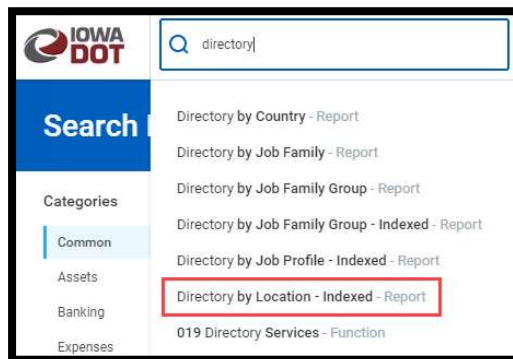 IOWA
DOT
directory
Search
Directory by Country - Report
Directory by Job Family - Report
Directory by Job Family Group - Report
Directory by Job Family Group - Indexed - Report
Directory by Job Profile - Indexed - Report
Directory by Location - Indexed - Report
019 Directory Services - Function
Categories
Common
Assets
Banking
Expenses